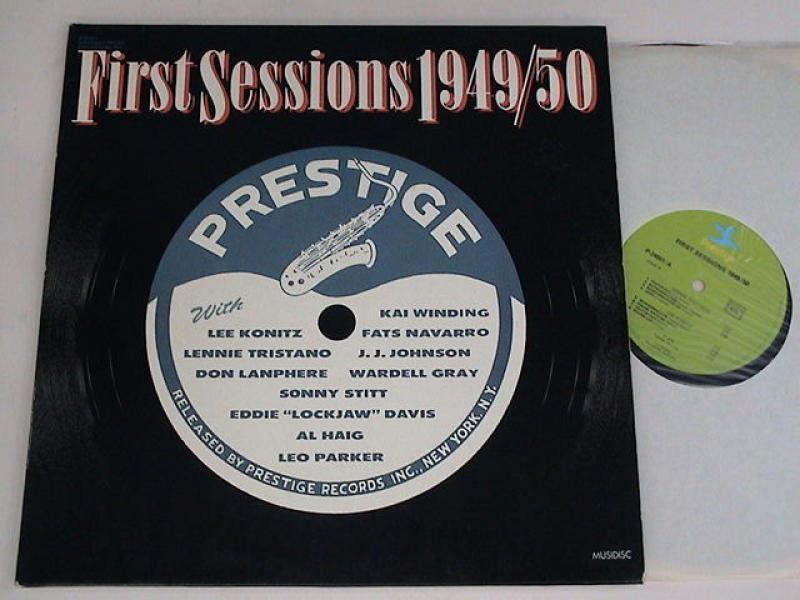 First Sessions 1949/50
PRESTIGE
With
KAI WINDING
LEE KONITZ FATS NAVARRO
LENNIE TRISTANO J. J. JOHNSON
DON LANPHERE WARDELL GRAY
SONNY STITT
EDDIE "LOCKJAW" DAVIS
AL HAIG
LEO PARKER
RELEASED BY PRESTIGE RECORDS INC., NEW YORK, N.Y.
MUSIDISC
FIRST SESSIONS 1949/50